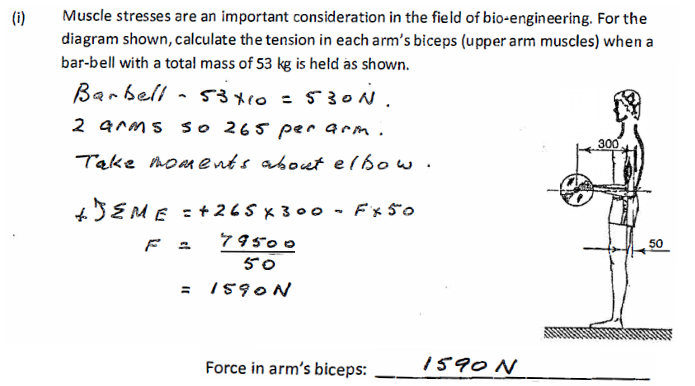 (i) Muscle stresses are an important consideration in the field of bio-engineering. For the
diagram shown, calculate the tension in each arm's biceps (upper arm muscles) when a
bar-bell with a total mass of 53 kg is held as shown.
Barbell - 53 x 10 = 530 N.
2 arms so 265 per arm.
Take moments about elbow.
300
+ ↻ Σ M E = + 265 x 300 - F x 50
F = 79500
50
= 1590 N
50
Force in arm's biceps: 1590 N